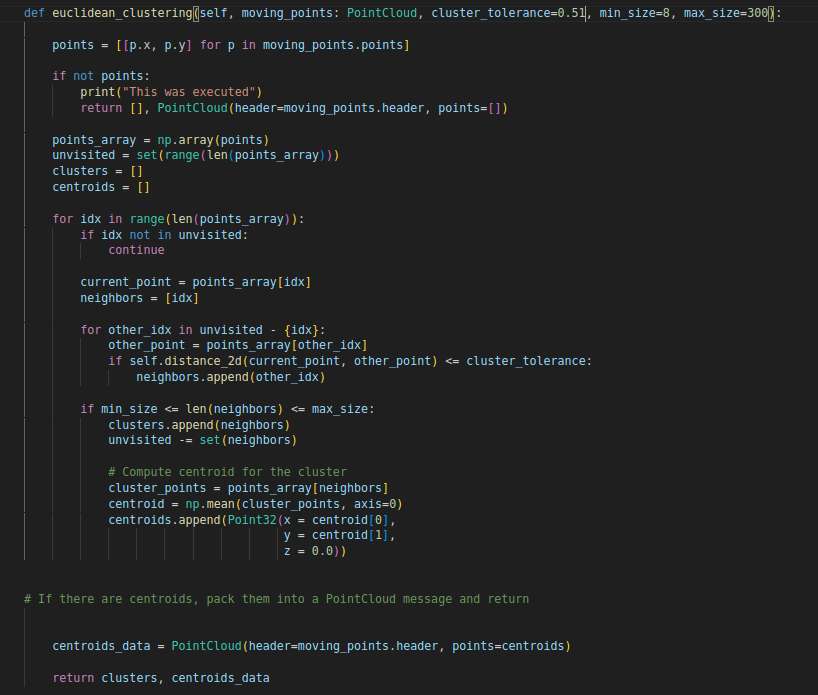 def euclidean_clustering(self, moving_points: PointCloud, cluster_tolerance=0.51, min_size=8, max_size=300):
points = [[p.x, p.y] for p in moving_points.points]
if not points:
print("This was executed")
return [], PointCloud(header=moving_points.header, points=[])
points_array = np.array(points)
unvisited = set(range(len(points_array)))
clusters = []
centroids = []
for idx in range(len(points_array)):
if idx not in unvisited:
continue
current_point = points_array[idx]
neighbors = [idx]
for other_idx in unvisited - {idx}:
other_point = points_array[other_idx]
if self.distance_2d(current_point, other_point) <= cluster_tolerance:
neighbors.append(other_idx)
if min_size <= len(neighbors) <= max_size:
clusters.append(neighbors)
unvisited -= set(neighbors)
# Compute centroid for the cluster
cluster_points = points_array[neighbors]
centroid = np.mean(cluster_points, axis=0)
centroids.append(Point32(x = centroid[0],
y = centroid[1],
z = 0.0))
# If there are centroids, pack them into a PointCloud message and return
centroids_data = PointCloud(header=moving_points.header, points=centroids)
return clusters, centroids_data